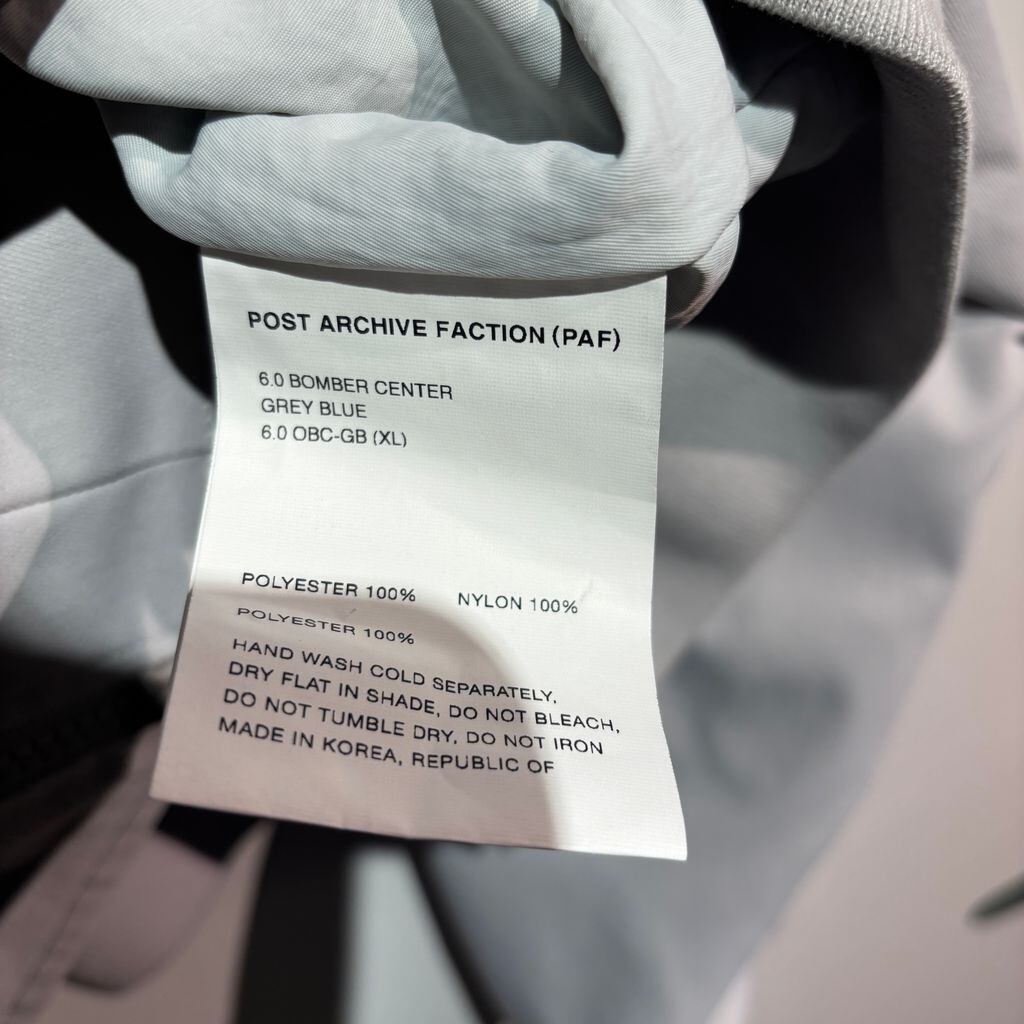 POST ARCHIVE FACTION (PAF)
6.0 BOMBER CENTER
GREY BLUE
6.0 OBC-GB (XL)
POLYESTER 100% NYLON 100%
POLYESTER 100%
HAND WASH COLD SEPARATELY,
DRY FLAT IN SHADE, DO NOT BLEACH,
DO NOT TUMBLE DRY, DO NOT IRON
MADE IN KOREA, REPUBLIC OF